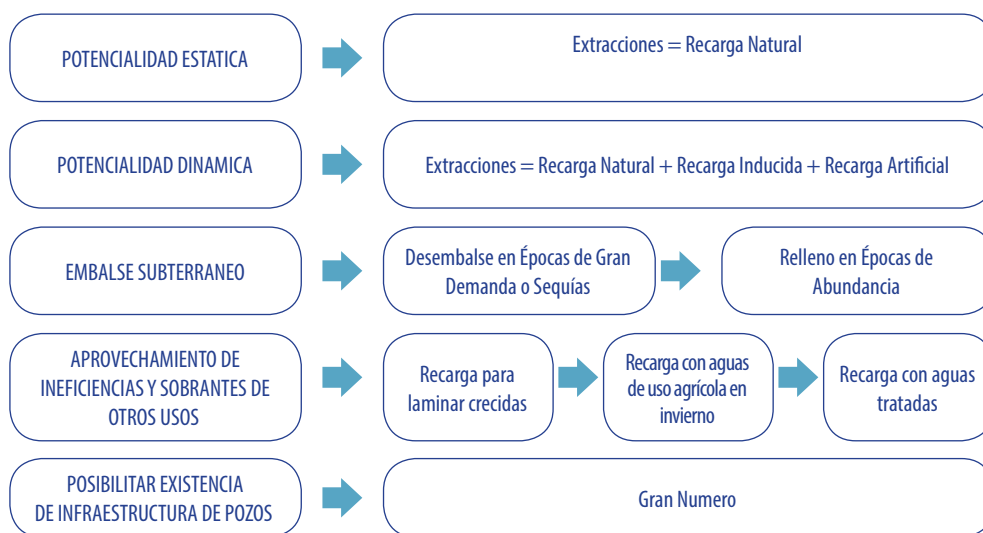 POTENCIALIDAD ESTATICA
Extracciones = Recarga Natural
POTENCIALIDAD DINAMICA
Extracciones = Recarga Natural + Recarga Inducida + Recarga Artificial
EMBALSE SUBTERRANEO
Desembalse en Épocas de Gran
Demanda o Sequías
Relleno en Épocas de
Abundancia
APROVECHAMIENTO DE
INEFICIENCIAS Y SOBRANTES DE
OTROS USOS
Recarga para
laminar crecidas
Recarga con aguas
de uso agrícola en
invierno
Recarga con aguas
tratadas
POSIBILITAR EXISTENCIA
DE INFRAESTRUCTURA DE POZOS
Gran Numero